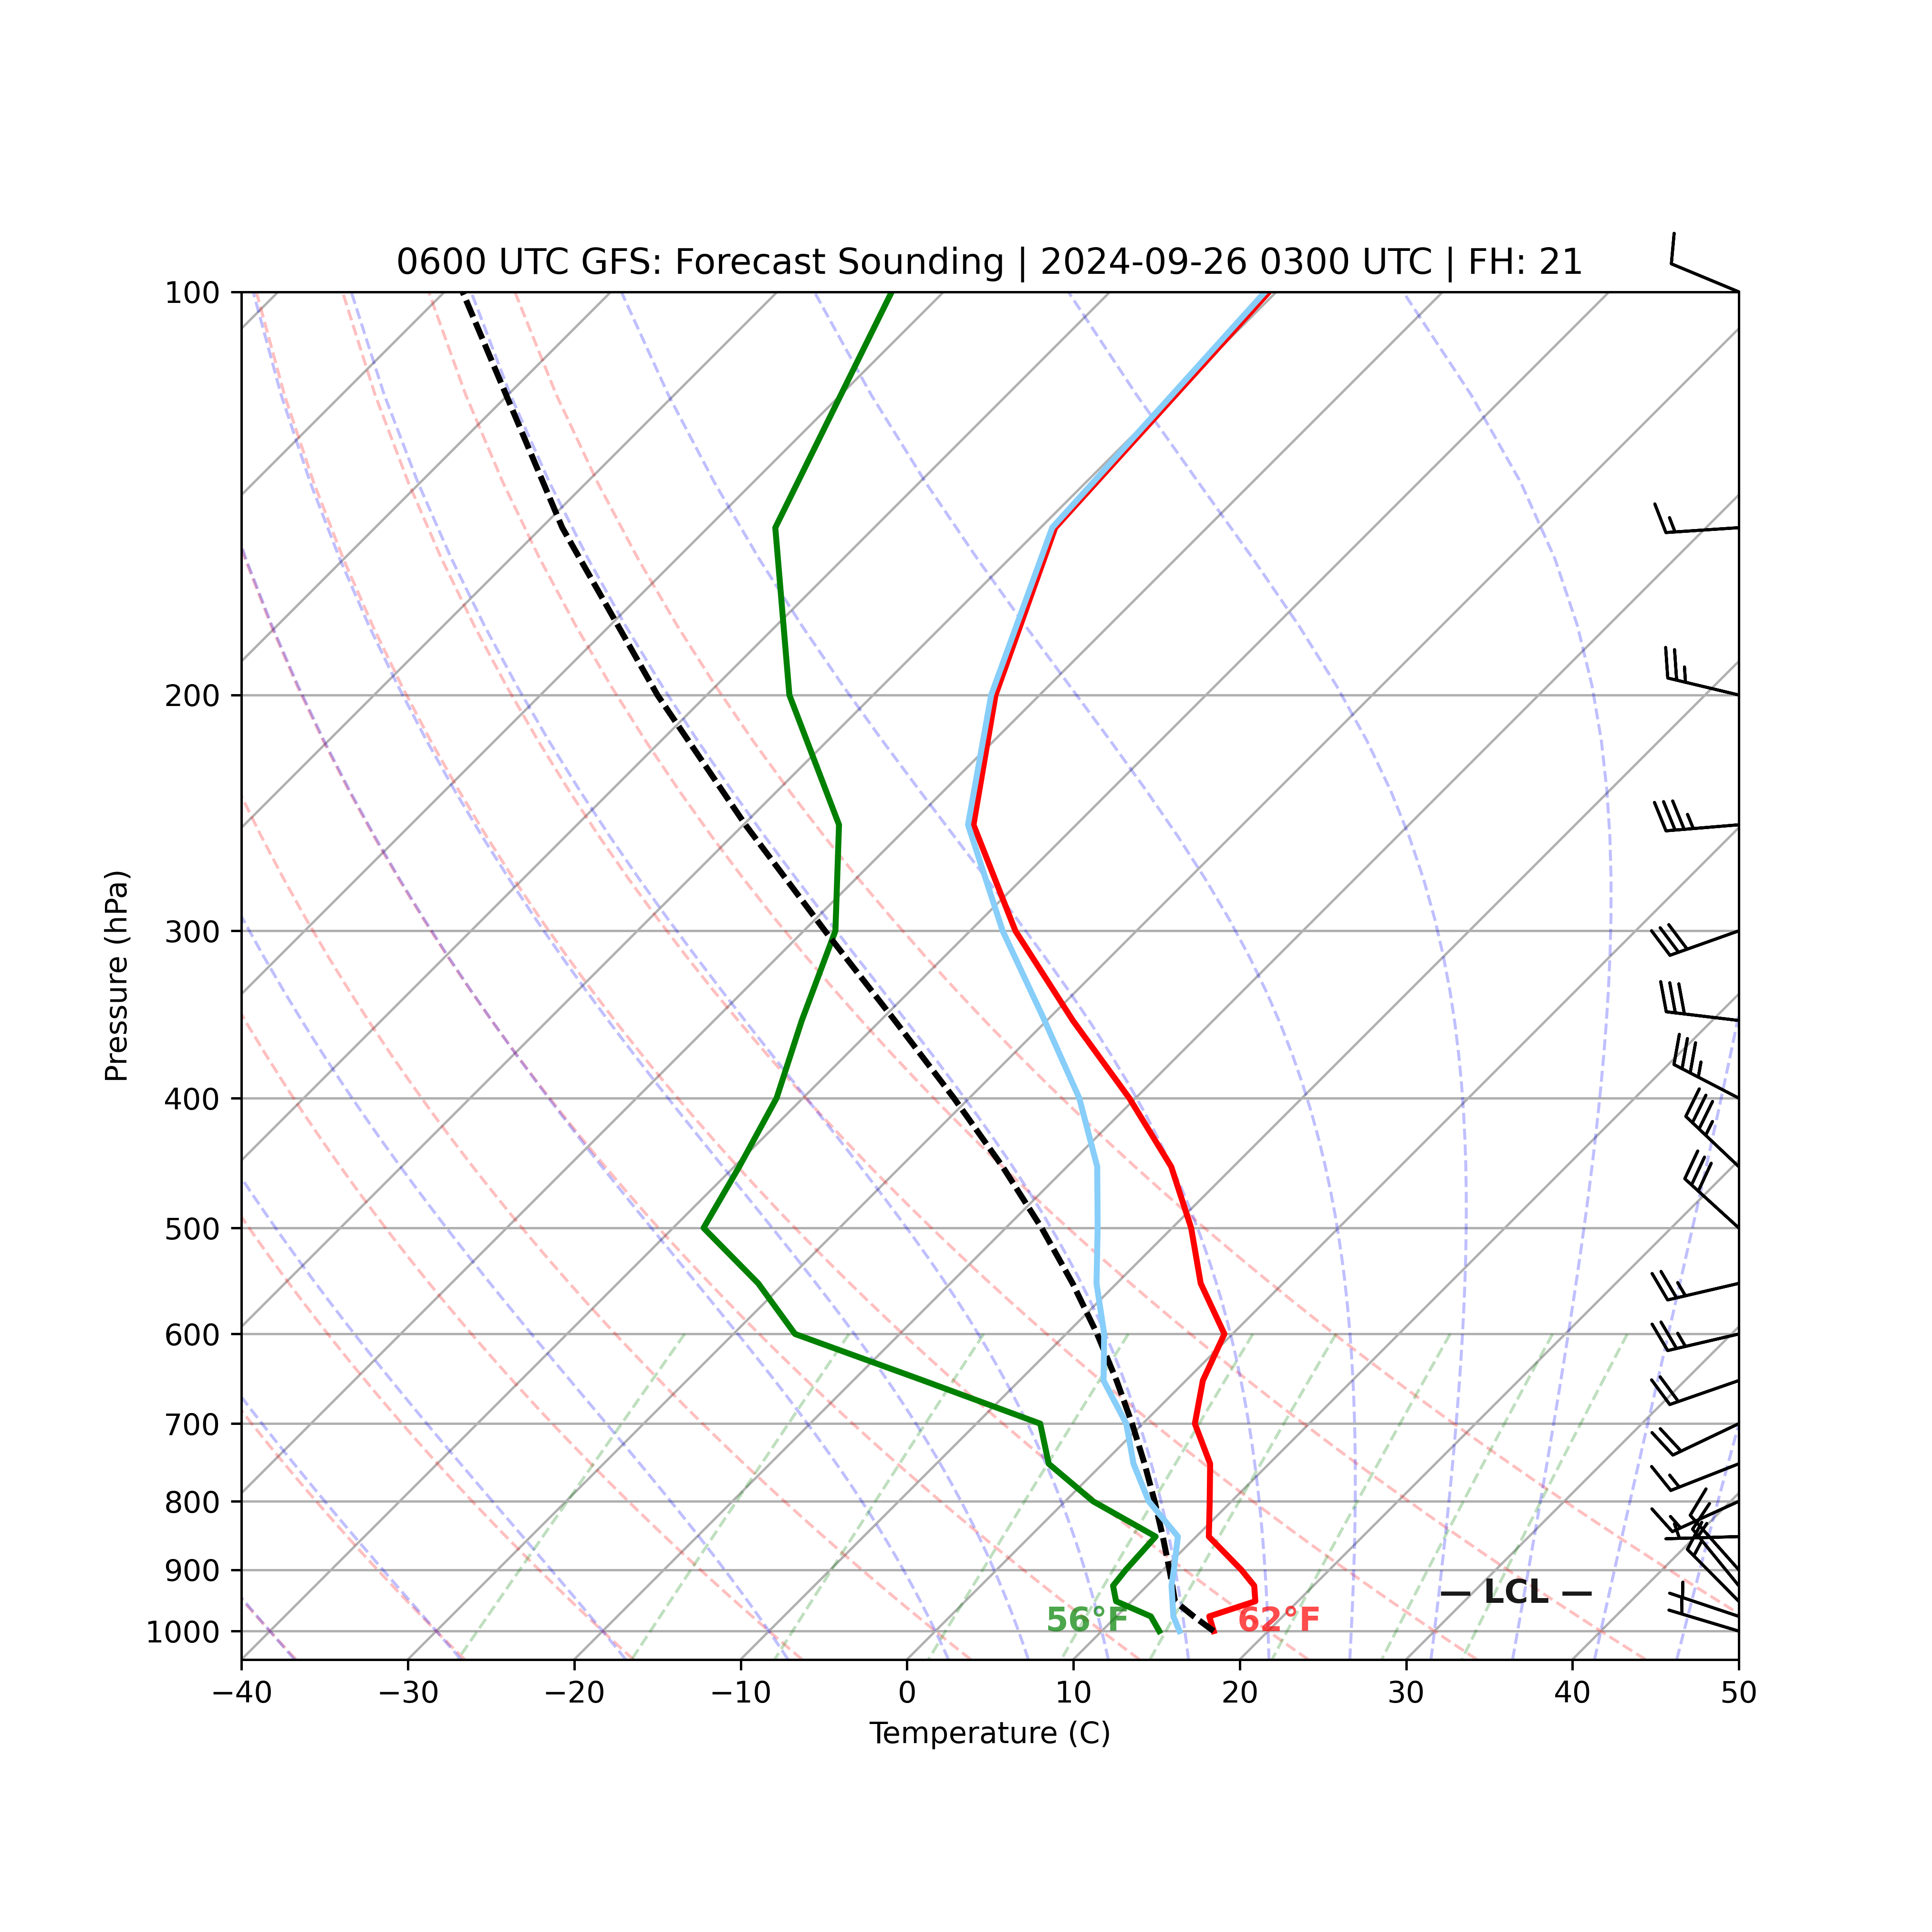 0600 UTC GFS: Forecast Sounding | 2024-09-26 0300 UTC | FH: 21
100
200
300
400
500
600
700
800
900
1000
Pressure (hPa)
— LCL —
56°F
62°F
−40 −30 −20 −10 0 10 20 30 40 50
Temperature (C)